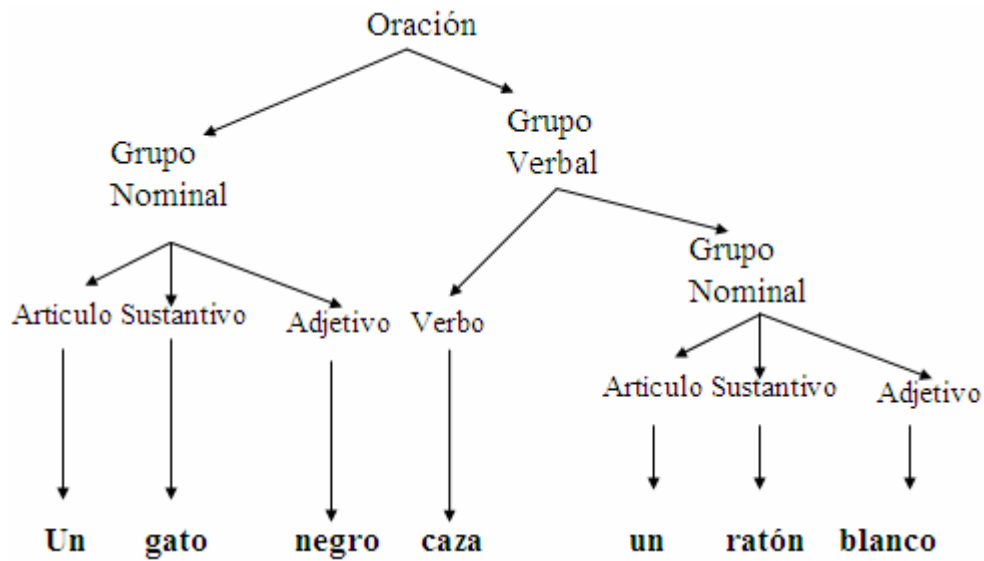 Oración
Grupo
Nominal
Grupo
Verbal
Grupo
Nominal
Articulo Sustantivo Adjetivo Verbo
Articulo Sustantivo Adjetivo
Un gato negro caza un ratón blanco